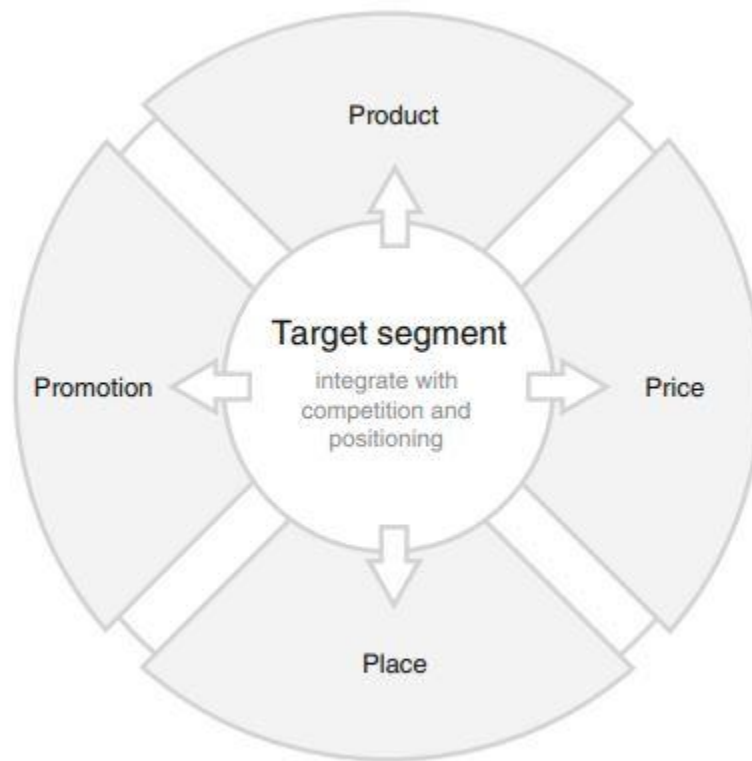 Product
Target segment
integrate with
competition and
positioning
Promotion
Price
Place